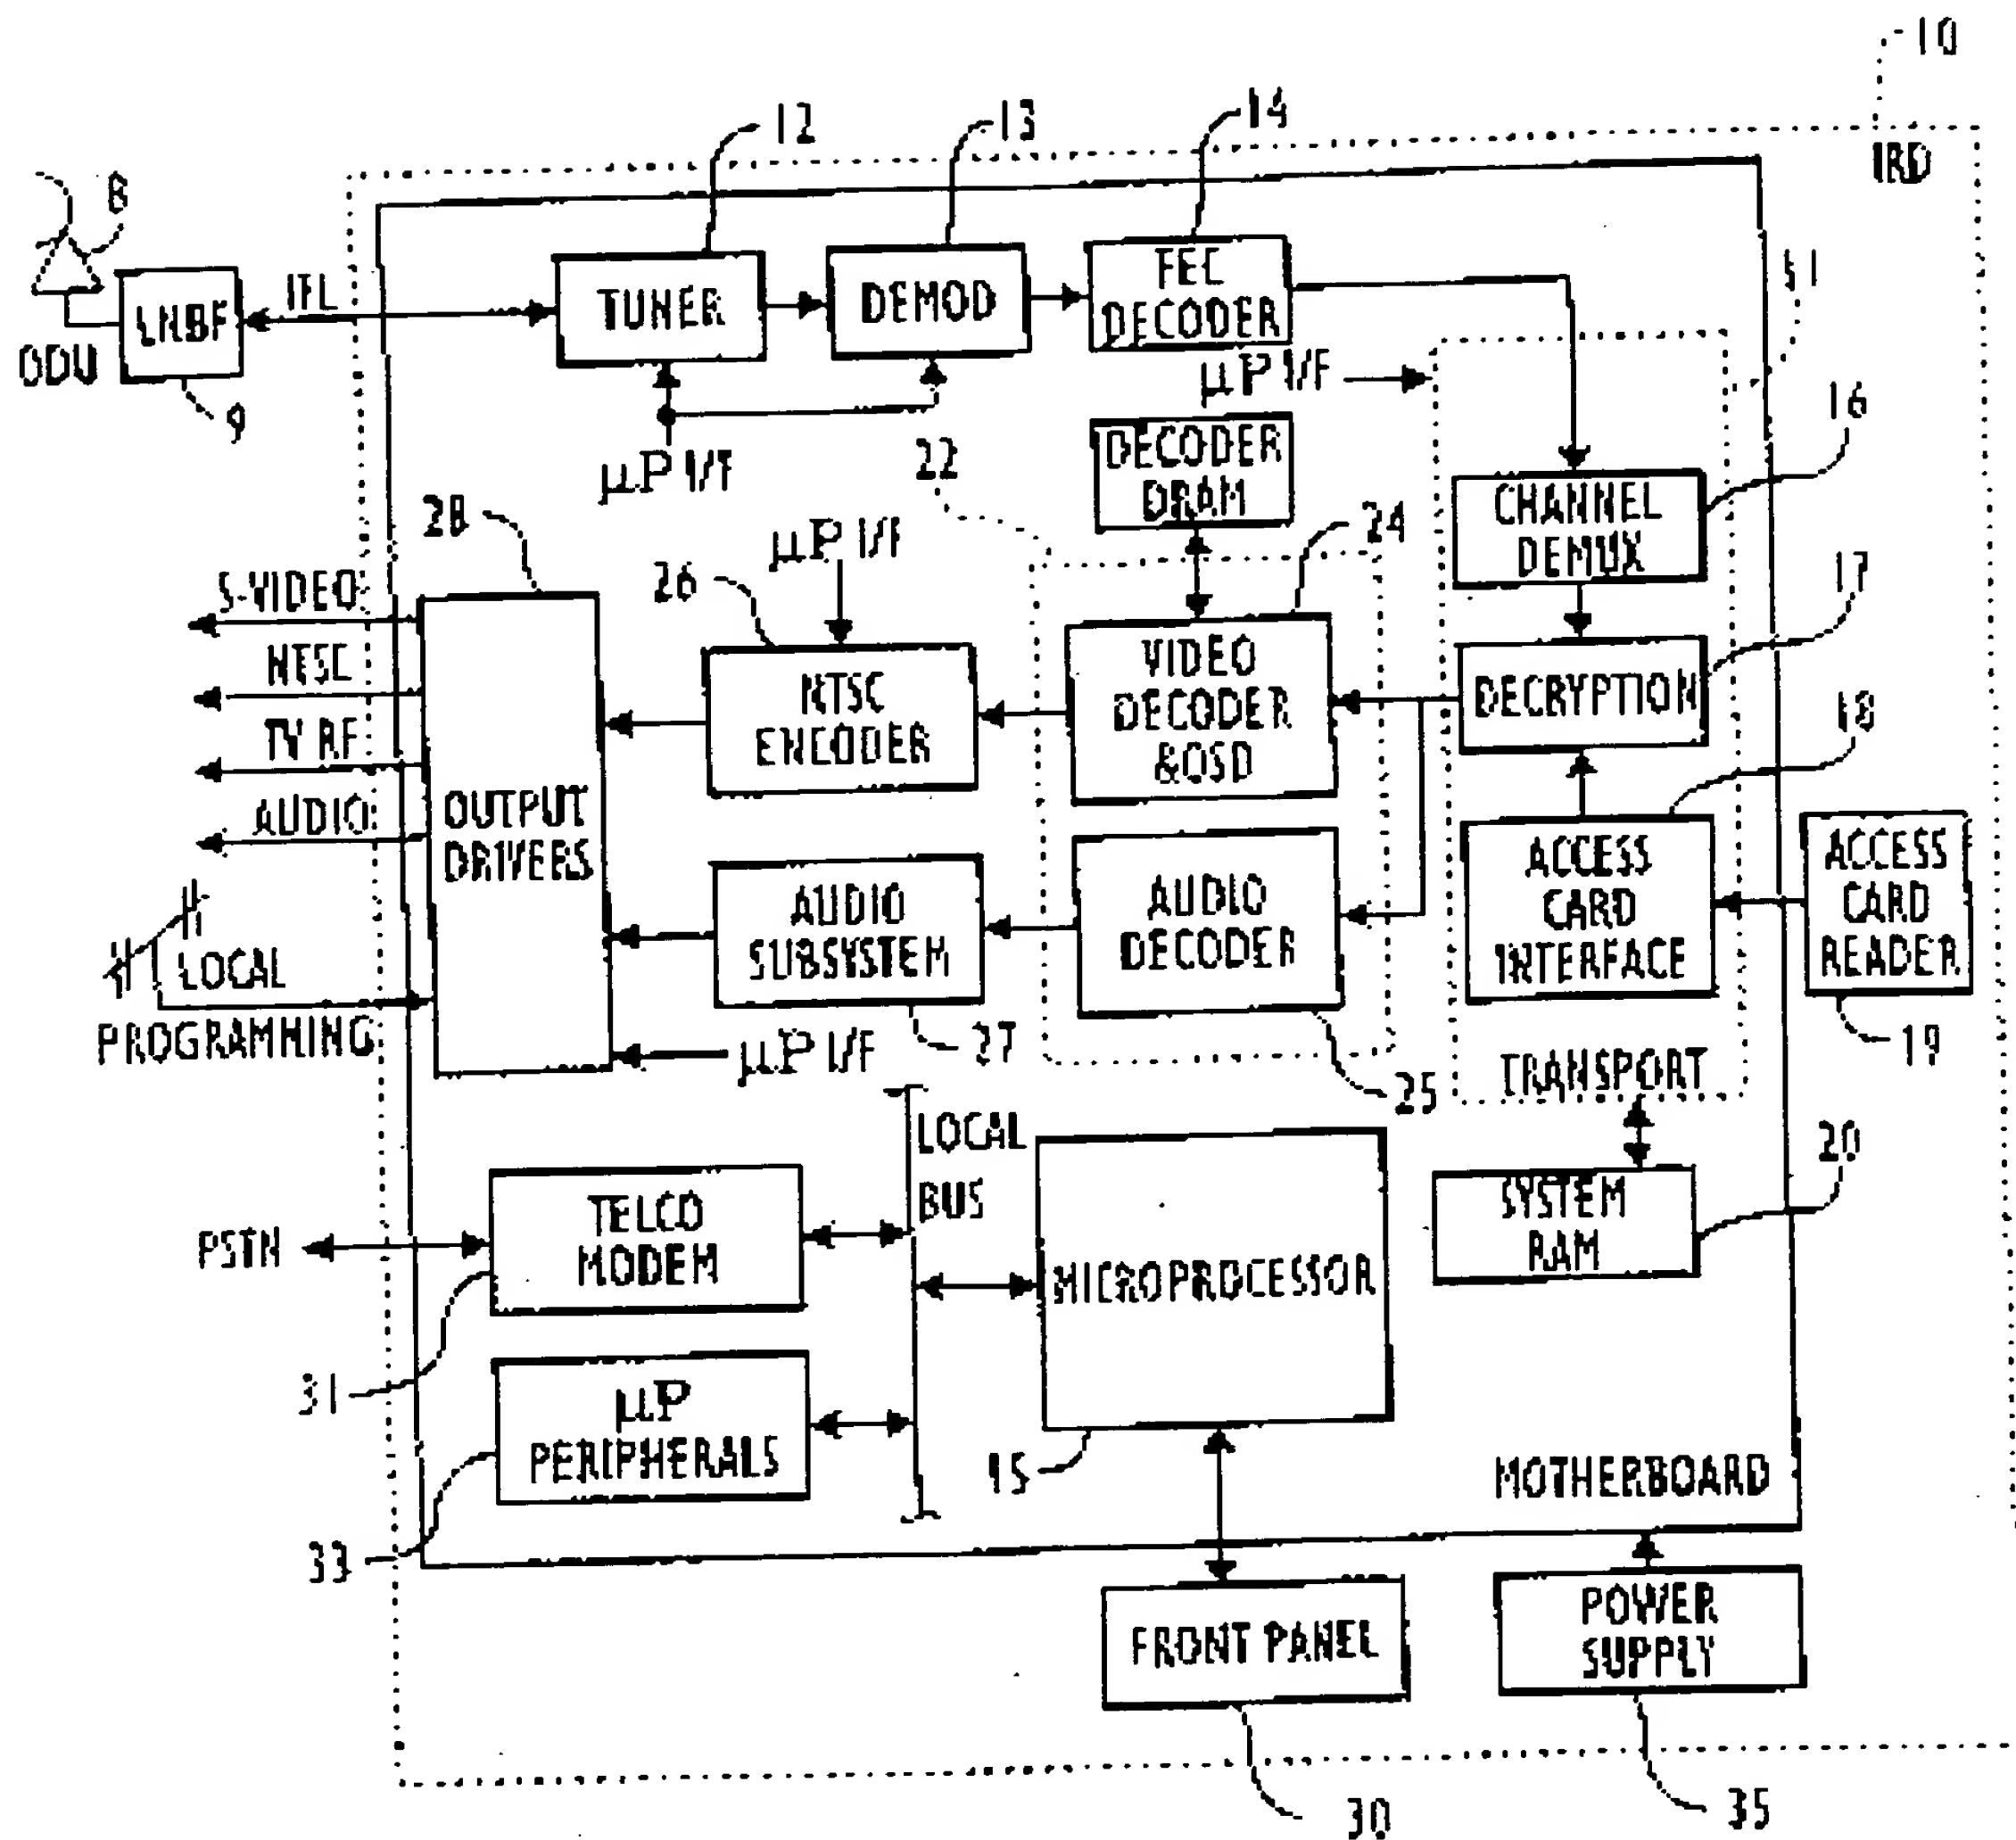 10
IRD
12
13
14
8
LNBF
IFL
ODU
9
TUNER
DEMOD
FEC
DECODER
11
μP I/F
μP I/F
16
22
DECODER
DRAM
CHANNEL
DEMUX
28
μP I/F
24
26
17
S-VIDEO
NTSC
TV RF
AUDIO
NTSC
ENCODER
VIDEO
DECODER
&OSD
DECRYPTION
18
OUTPUT
DRIVERS
AUDIO
SUBSYSTEM
AUDIO
DECODER
ACCESS
CARD
INTERFACE
ACCESS
CARD
READER
LOCAL
PROGRAMMING
μP I/F
27
25
TRANSPORT
19
LOCAL
BUS
20
PSTN
TELCO
MODEM
MICROPROCESSOR
SYSTEM
RAM
31
μP
PERIPHERALS
15
MOTHERBOARD
33
FRONT PANEL
POWER
SUPPLY
30
35